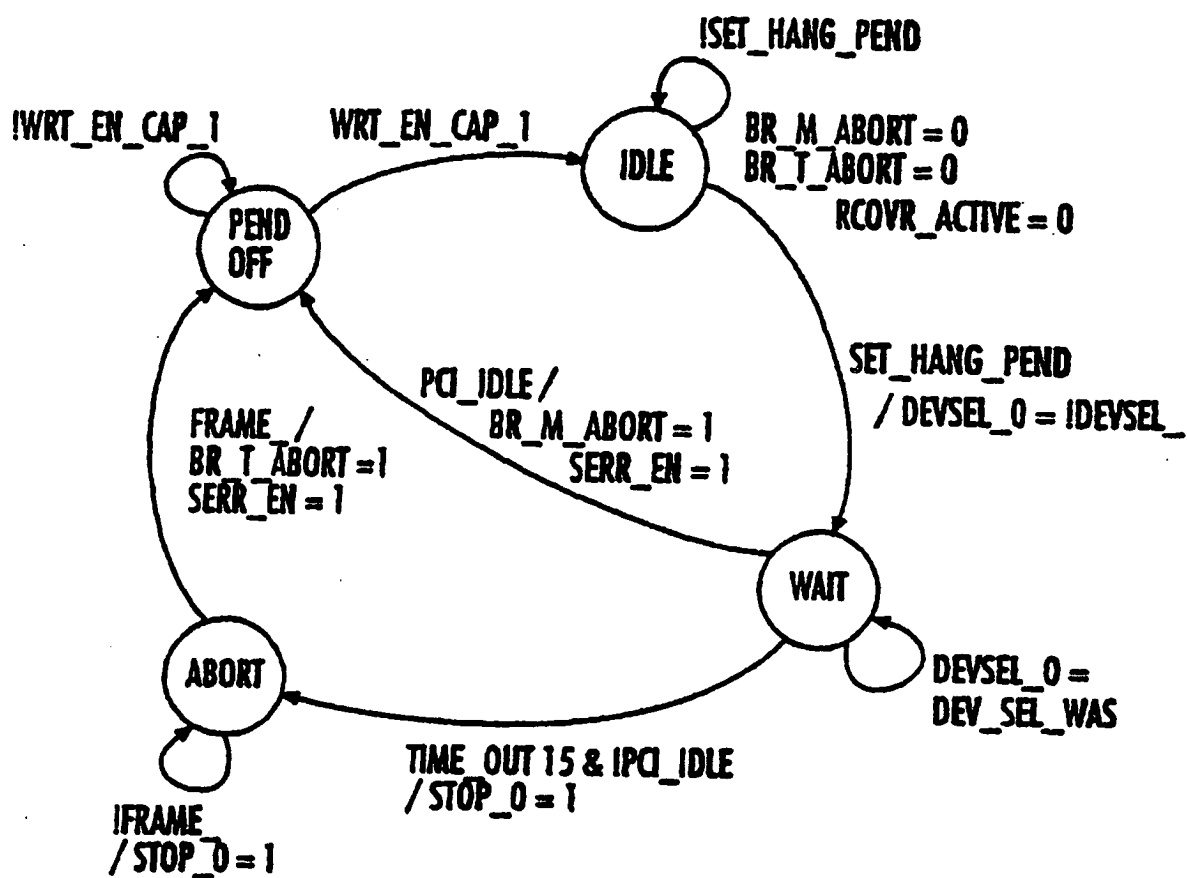 !SET_HANG_PEND
!WRT_EN_CAP_1
WRT_EN_CAP_1
IDLE
BR_M_ABORT = 0
BR_T_ABORT = 0
RCOVR_ACTIVE = 0
PEND
OFF
SET_HANG_PEND
/ DEVSEL_0 = !DEVSEL_
PCI_IDLE /
BR_M_ABORT = 1
SERR_EN = 1
FRAME_/
BR_T_ABORT =1
SERR_EN = 1
WAIT
ABORT
DEVSEL_0 =
DEV_SEL_WAS
TIME_OUT 15 & !PCI_IDLE
/ STOP_0 = 1
!FRAME_
/ STOP_0 = 1